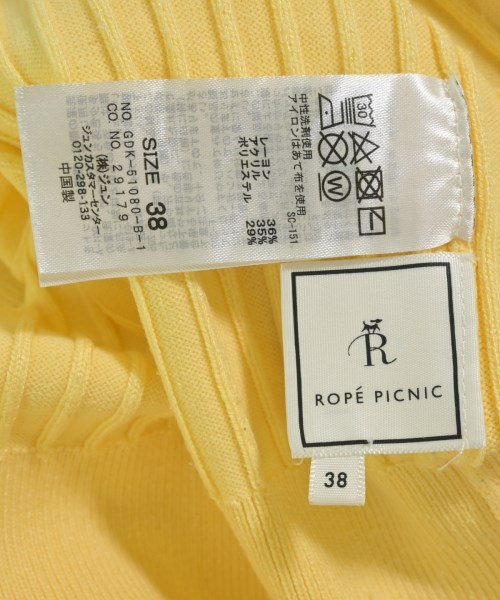 30
W
中性洗剤使用
アイロンはあて布を使用
SC-151
レーヨン 36%
アクリル 35%
ポリエステル 29%
SIZE 38
NO. GDK-51080-B-1
CO. NO. 29179
(株)ジュン
ジュンカスタマーセンター
0120-298-133
中国製
R
ROPÉ PICNIC
38